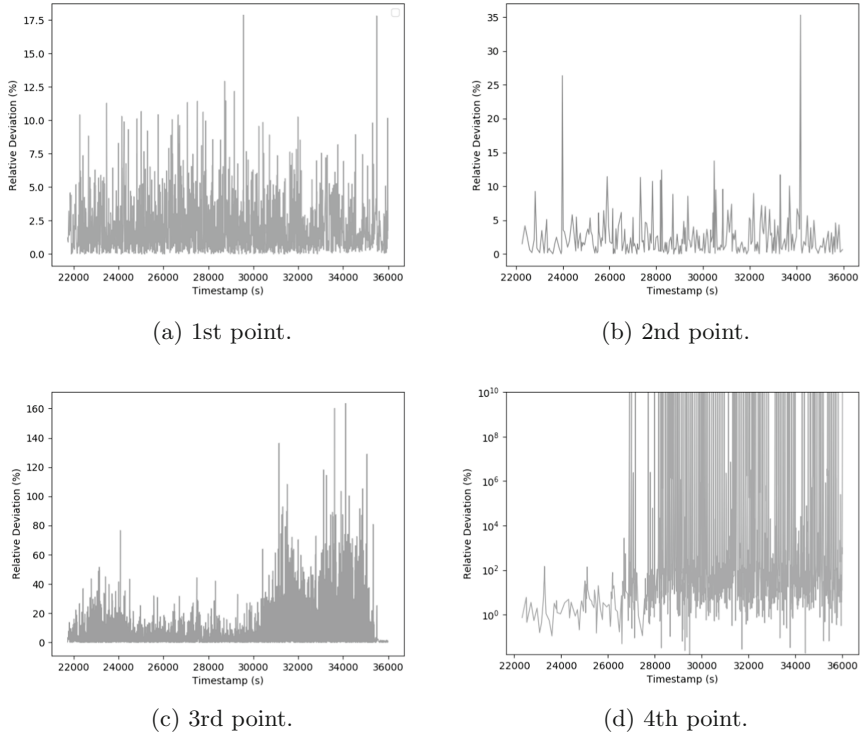 17.5
15.0
12.5
10.0
7.5
5.0
2.5
0.0
Relative Deviation (%)
22000 24000 26000 28000 30000 32000 34000 36000
Timestamp (s)
(a) 1st point.
35
30
25
20
15
10
5
0
Relative Deviation (%)
22000 24000 26000 28000 30000 32000 34000 36000
Timestamp (s)
(b) 2nd point.
160
140
120
100
80
60
40
20
0
Relative Deviation (%)
22000 24000 26000 28000 30000 32000 34000 36000
Timestamp (s)
(c) 3rd point.
10¹⁰
10⁸
10⁶
10⁴
10²
10⁰
Relative Deviation (%)
22000 24000 26000 28000 30000 32000 34000 36000
Timestamp (s)
(d) 4th point.